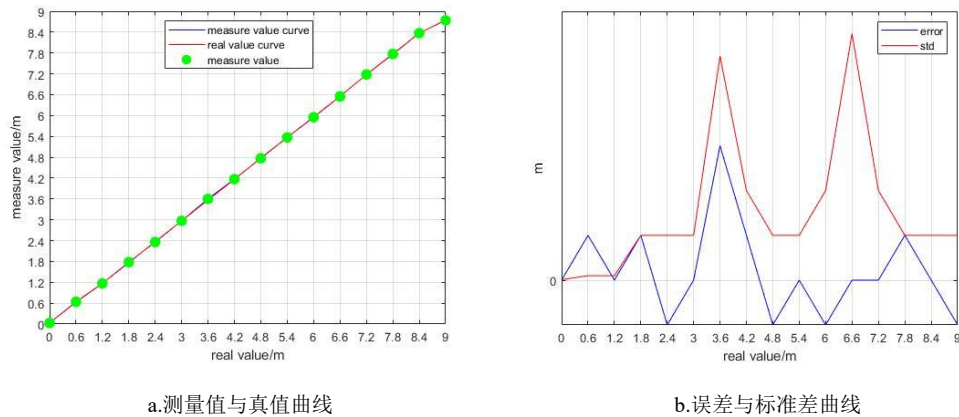 9
8.4
7.8
7.2
6.6
6
5.4
4.8
4.2
3.6
3
2.4
1.8
1.2
0.6
0
measure value/m
measure value curve
real value curve
measure value
0 0.6 1.2 1.8 2.4 3 3.6 4.2 4.8 5.4 6 6.6 7.2 7.8 8.4 9
real value/m
a.测量值与真值曲线
m
0
error
std
0 0.6 1.2 1.8 2.4 3 3.6 4.2 4.8 5.4 6 6.6 7.2 7.8 8.4 9
real value/m
b.误差与标准差曲线